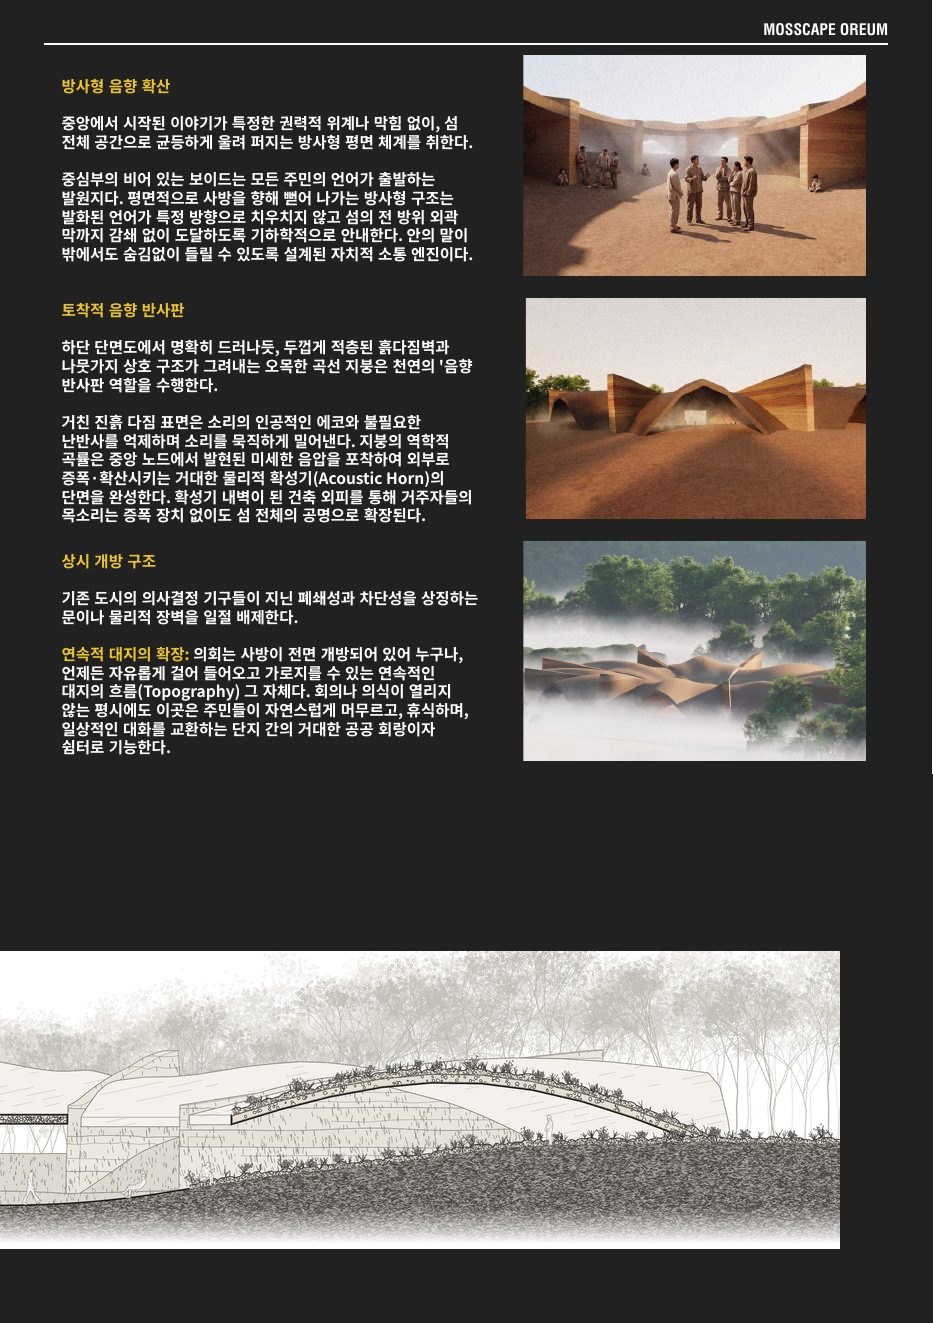 MOSSCAPE OREUM
방사형 음향 확산
중앙에서 시작된 이야기가 특정한 권력적 위계나 막힘 없이, 섬
전체 공간으로 균등하게 울려 퍼지는 방사형 평면 체계를 취한다.
중심부의 비어 있는 보이드는 모든 주민의 언어가 출발하는
발원지다. 평면적으로 사방을 향해 뻗어 나가는 방사형 구조는
발화된 언어가 특정 방향으로 치우치지 않고 섬의 전 방위 외곽
막까지 감쇄 없이 도달하도록 기하학적으로 안내한다. 안의 말이
밖에서도 숨김없이 들릴 수 있도록 설계된 자치적 소통 엔진이다.
토착적 음향 반사판
하단 단면도에서 명확히 드러나듯, 두껍게 적층된 흙다짐벽과
나뭇가지 상호 구조가 그려내는 오목한 곡선 지붕은 천연의 '음향
반사판 역할을 수행한다.
거친 진흙 다짐 표면은 소리의 인공적인 에코와 불필요한
난반사를 억제하며 소리를 묵직하게 밀어낸다. 지붕의 역학적
곡률은 중앙 노드에서 발현된 미세한 음압을 포착하여 외부로
증폭·확산시키는 거대한 물리적 확성기(Acoustic Horn)의
단면을 완성한다. 확성기 내벽이 된 건축 외피를 통해 거주자들의
목소리는 증폭 장치 없이도 섬 전체의 공명으로 확장된다.
상시 개방 구조
기존 도시의 의사결정 기구들이 지닌 폐쇄성과 차단성을 상징하는
문이나 물리적 장벽을 일절 배제한다.
연속적 대지의 확장: 의회는 사방이 전면 개방되어 있어 누구나,
언제든 자유롭게 걸어 들어오고 가로지를 수 있는 연속적인
대지의 흐름(Topography) 그 자체다. 회의나 의식이 열리지
않는 평시에도 이곳은 주민들이 자연스럽게 머무르고, 휴식하며,
일상적인 대화를 교환하는 단지 간의 거대한 공공 회랑이자
쉼터로 기능한다.